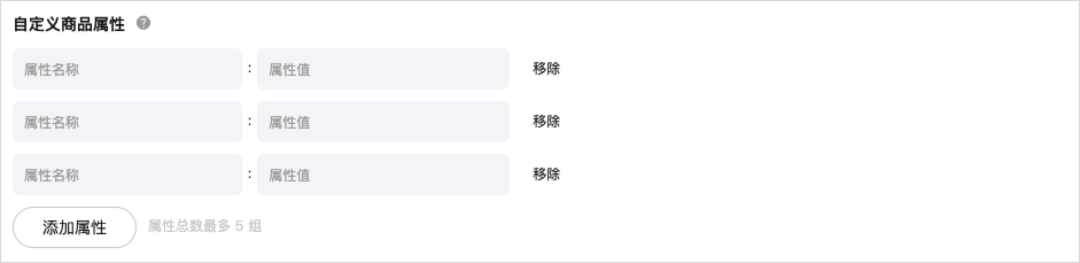 自定义商品属性 ?
属性名称 : 属性值 移除
属性名称 : 属性值 移除
属性名称 : 属性值 移除
添加属性 属性总数最多 5 组